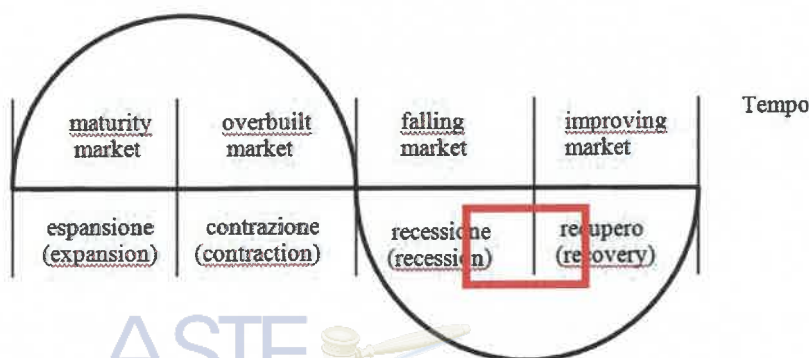 maturity
market
overbuilt
market
falling
market
improving
market
Tempo
espansione
(expansion)
contrazione
(contraction)
recessione
(recession)
recupero
(recovery)
ASTE